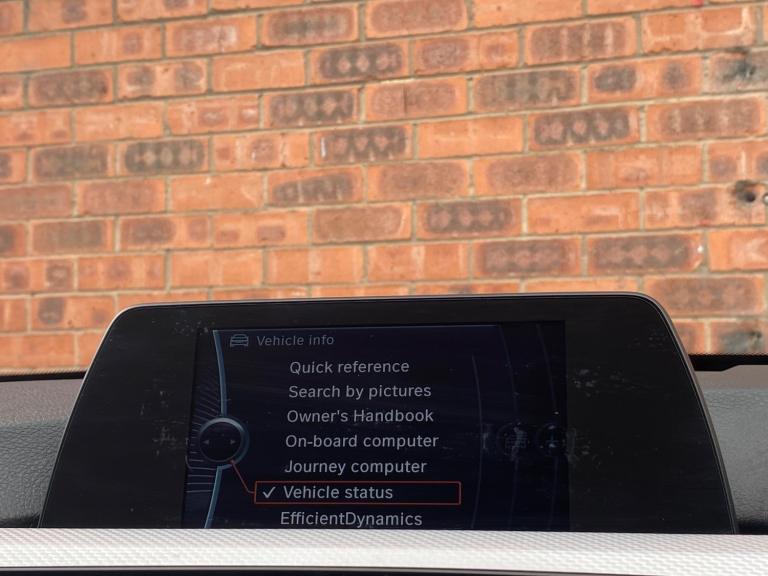 Vehicle info
Quick reference
Search by pictures
Owner's Handbook
On-board computer
Journey computer
Vehicle status
EfficientDynamics